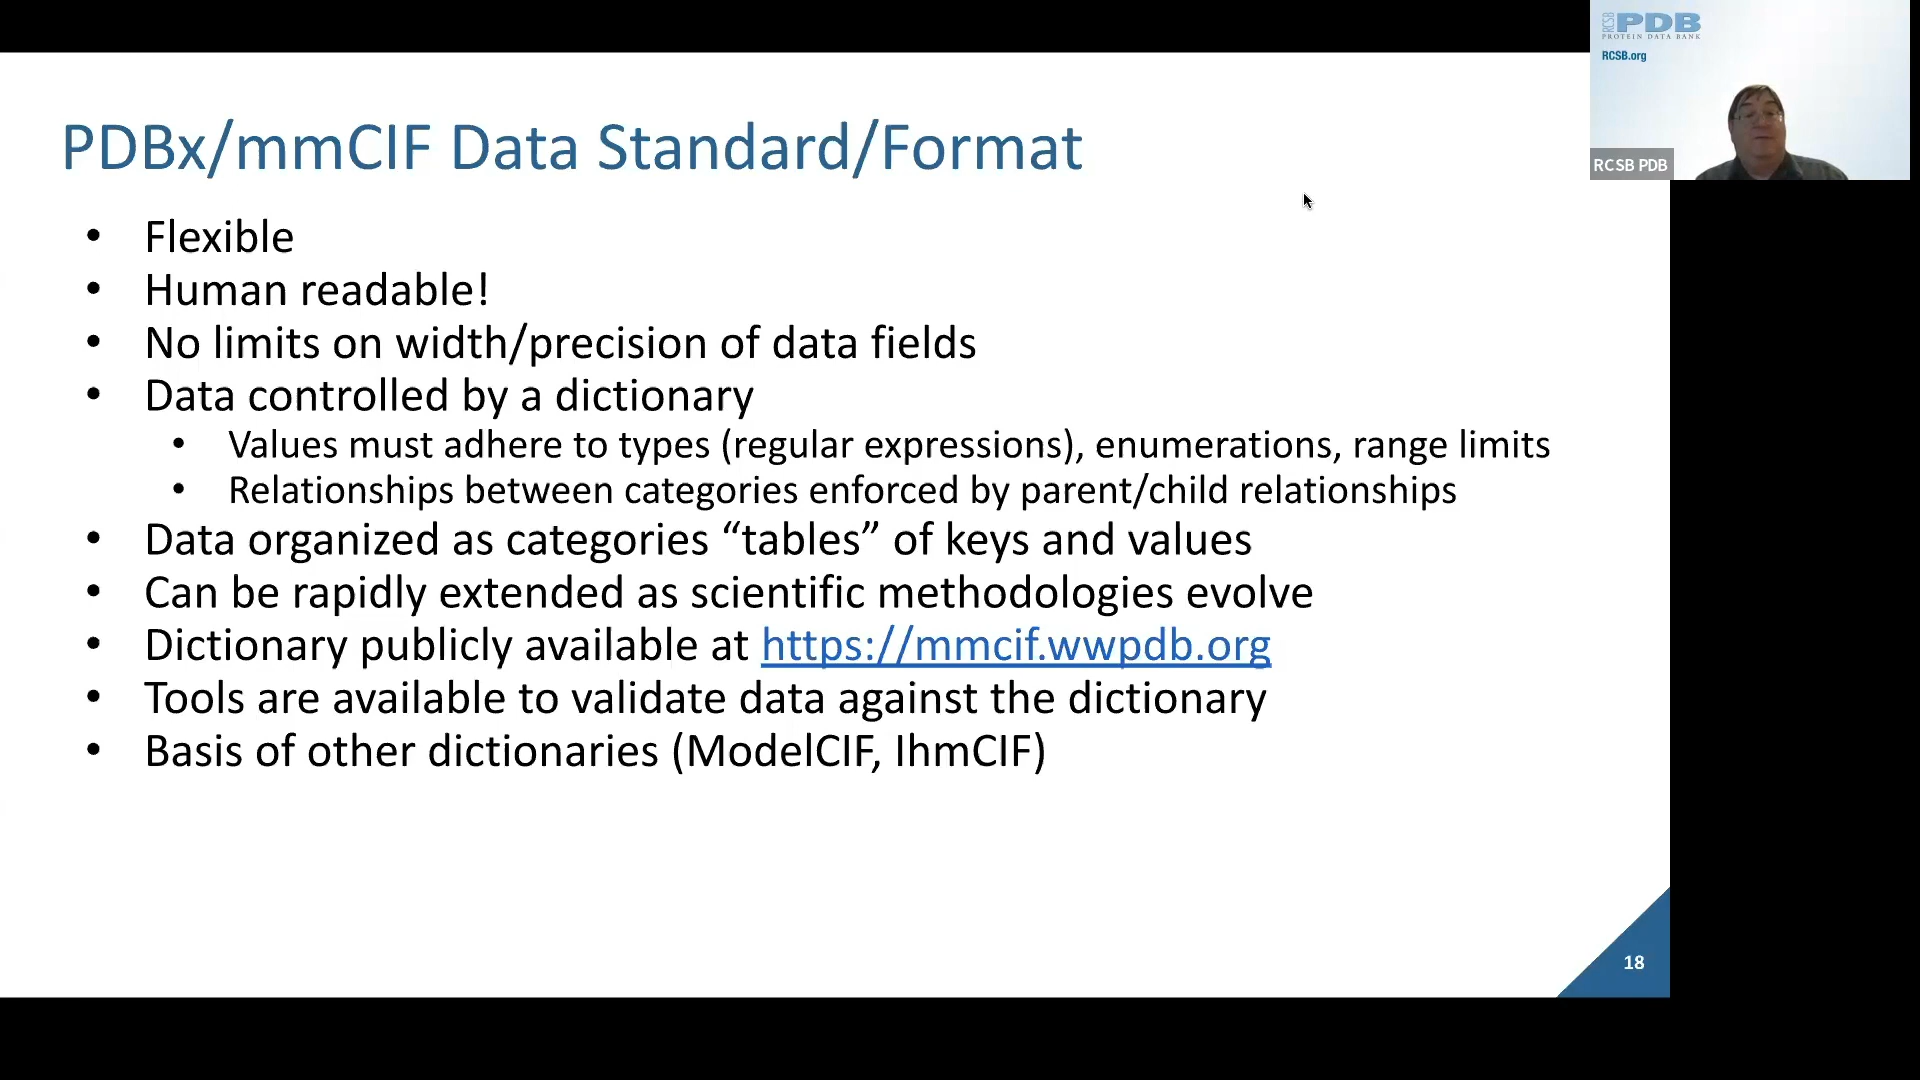 RCSB PDB
PROTEIN DATA BANK
RCSB.org
RCSB PDB
PDBx/mmCIF Data Standard/Format
• Flexible
• Human readable!
• No limits on width/precision of data fields
• Data controlled by a dictionary
• Values must adhere to types (regular expressions), enumerations, range limits
• Relationships between categories enforced by parent/child relationships
• Data organized as categories “tables” of keys and values
• Can be rapidly extended as scientific methodologies evolve
• Dictionary publicly available at https://mmcif.wwpdb.org
• Tools are available to validate data against the dictionary
• Basis of other dictionaries (ModelCIF, IhmCIF)
18